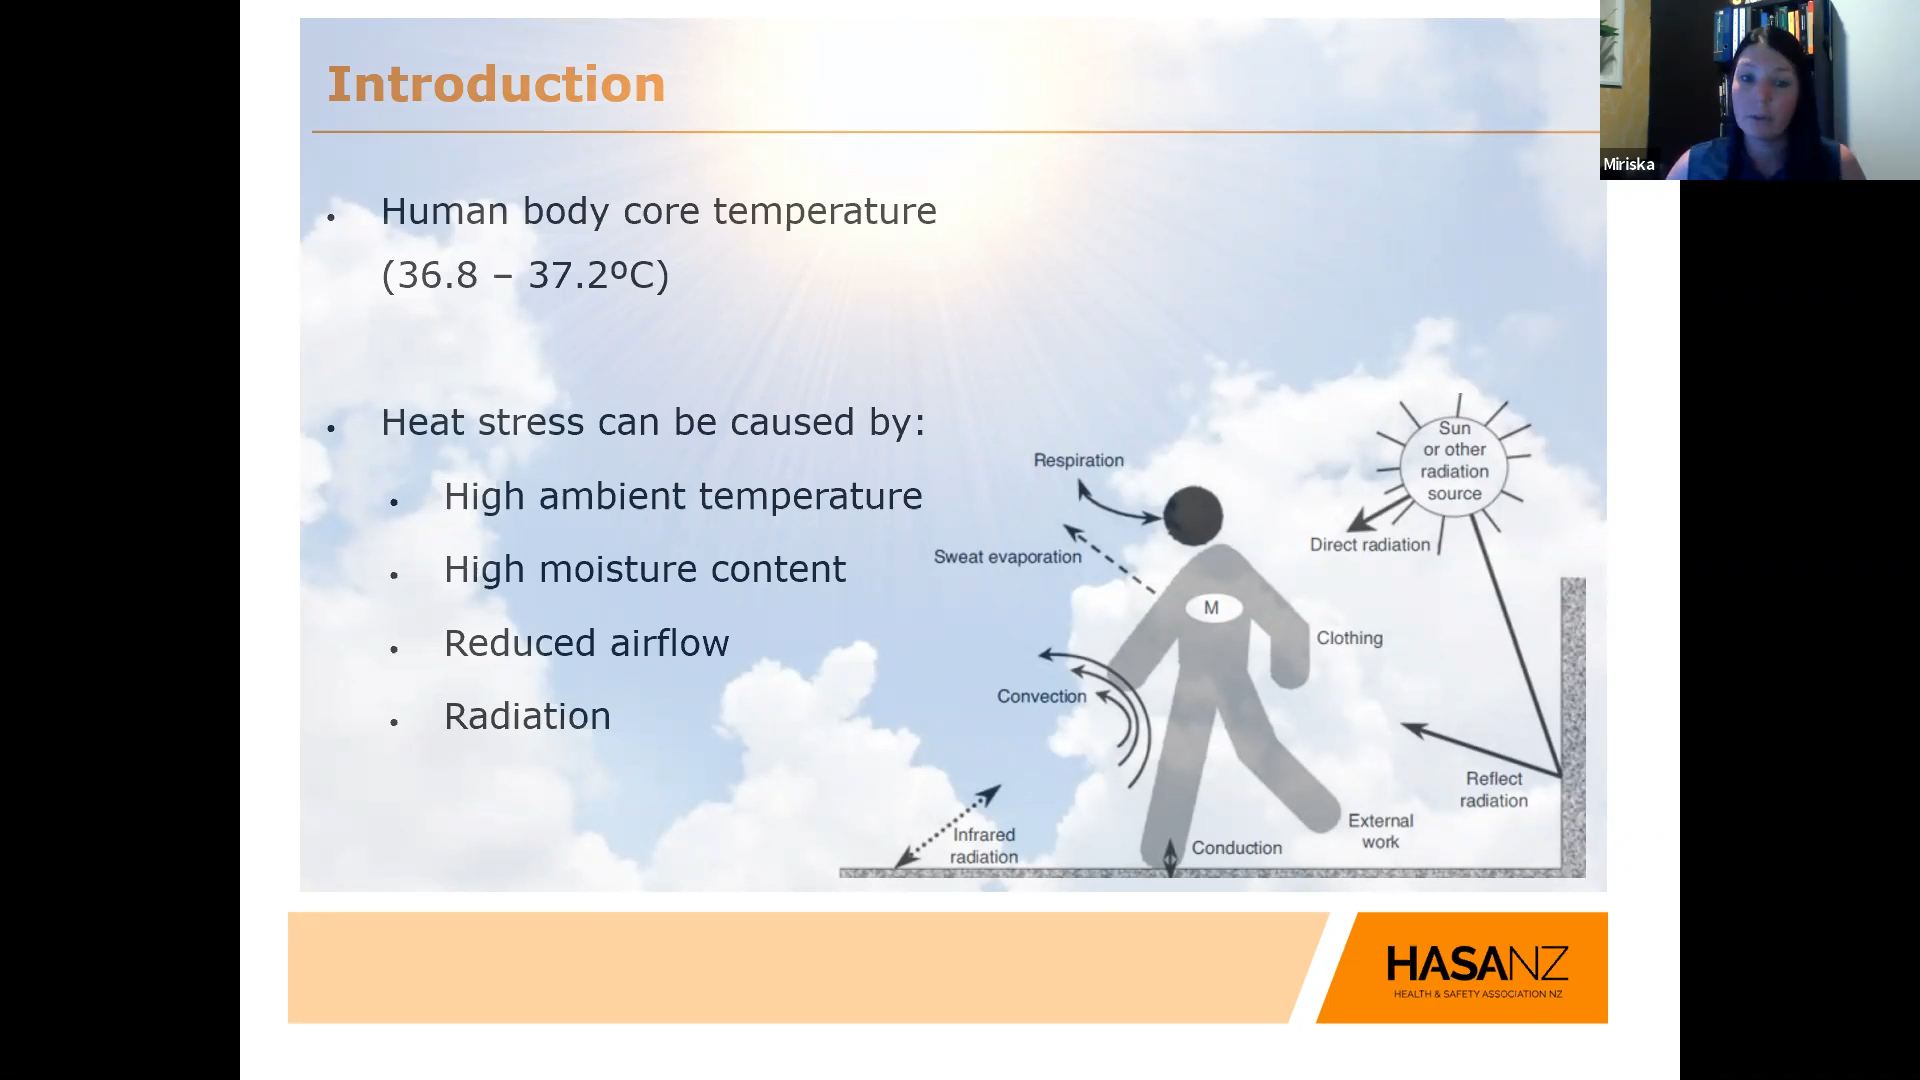 Introduction
Miriska
• Human body core temperature
(36.8 – 37.2ºC)
• Heat stress can be caused by:
• High ambient temperature
• High moisture content
• Reduced airflow
• Radiation
Respiration
Sweat evaporation
Convection
Infrared
radiation
M
Clothing
Conduction
External
work
Sun
or other
radiation
source
Direct radiation
Reflect
radiation
HASANZ
HEALTH & SAFETY ASSOCIATION NZ